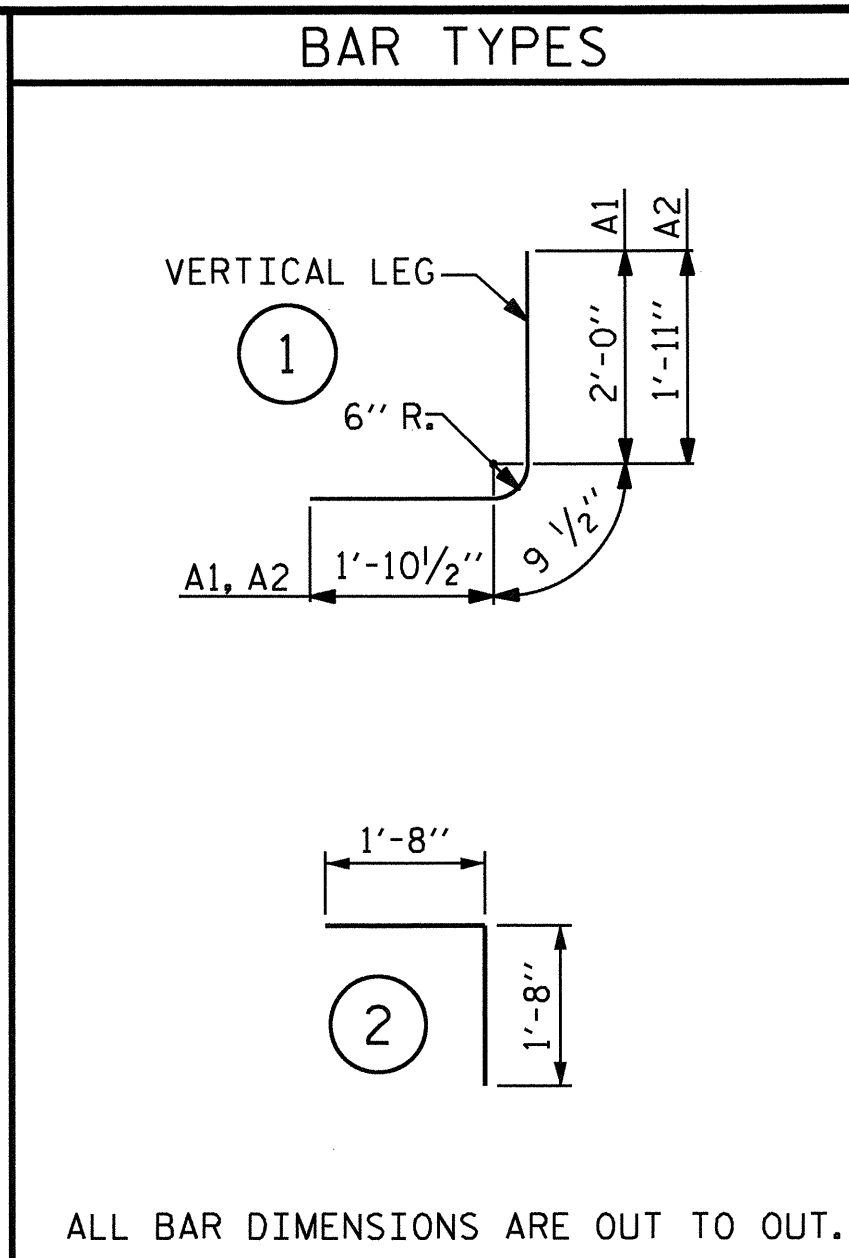 BAR TYPES
A1
A2
VERTICAL LEG
1
2'-0"
1'-11"
6" R.
9 1/2"
1'-10 1/2"
A1, A2
1'-8"
2
1'-8"
ALL BAR DIMENSIONS ARE OUT TO OUT.